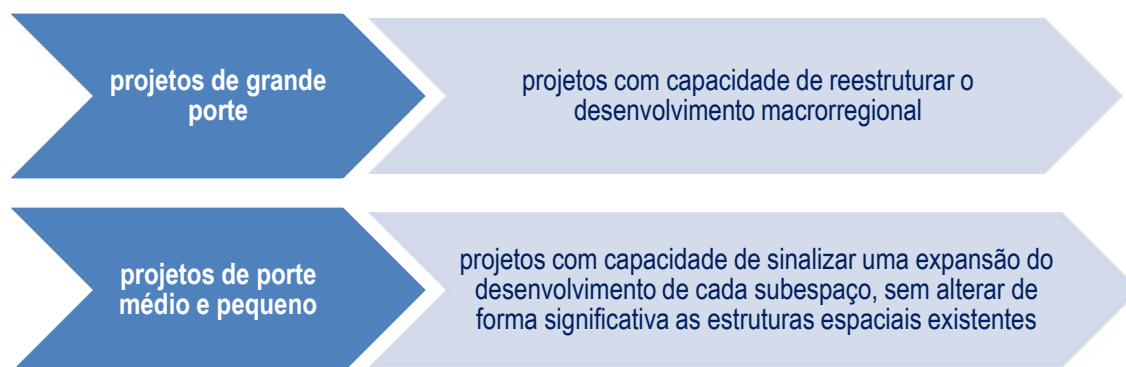 projetos de grande
porte
projetos com capacidade de reestruturar o
desenvolvimento macrorregional
projetos de porte
médio e pequeno
projetos com capacidade de sinalizar uma expansão do
desenvolvimento de cada subespaço, sem alterar de
forma significativa as estruturas espaciais existentes